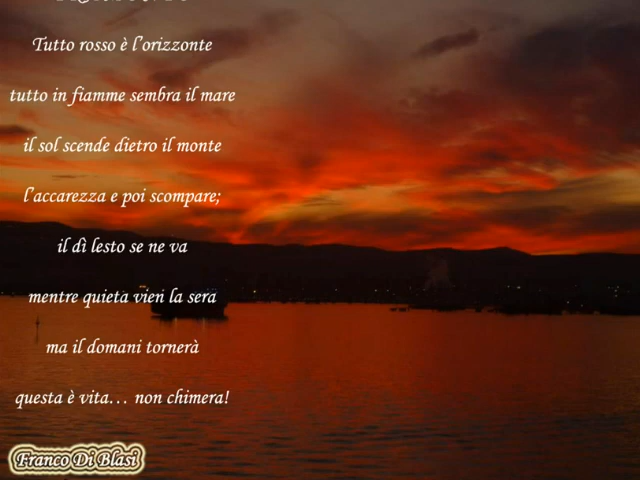 Tutto rosso è l'orizzonte
tutto in fiamme sembra il mare
il sol scende dietro il monte
l'accarezza e poi scompare;
il dì lesto se ne va
mentre quieta vien la sera
ma il domani tornerà
questa è vita... non chimera!
Franco Di Blasi